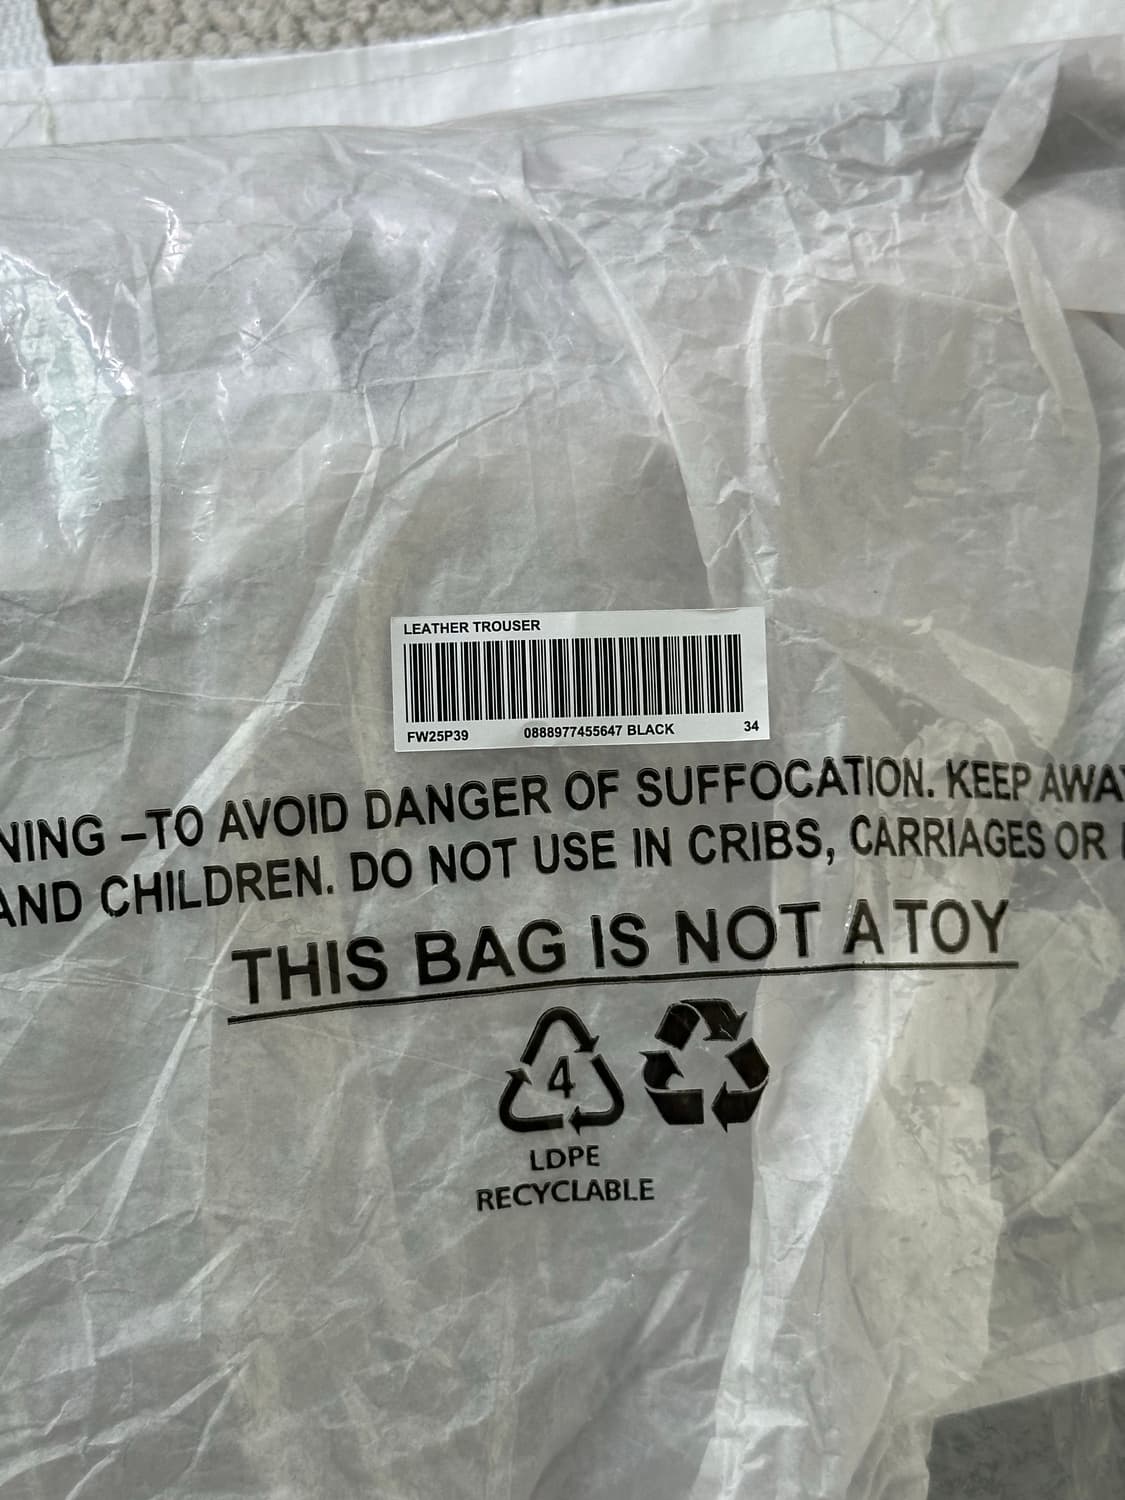 LEATHER TROUSER
FW25P39 0888977455647 BLACK 34
NING –TO AVOID DANGER OF SUFFOCATION. KEEP AWA
AND CHILDREN. DO NOT USE IN CRIBS, CARRIAGES OR
THIS BAG IS NOT A TOY
4
LDPE
RECYCLABLE